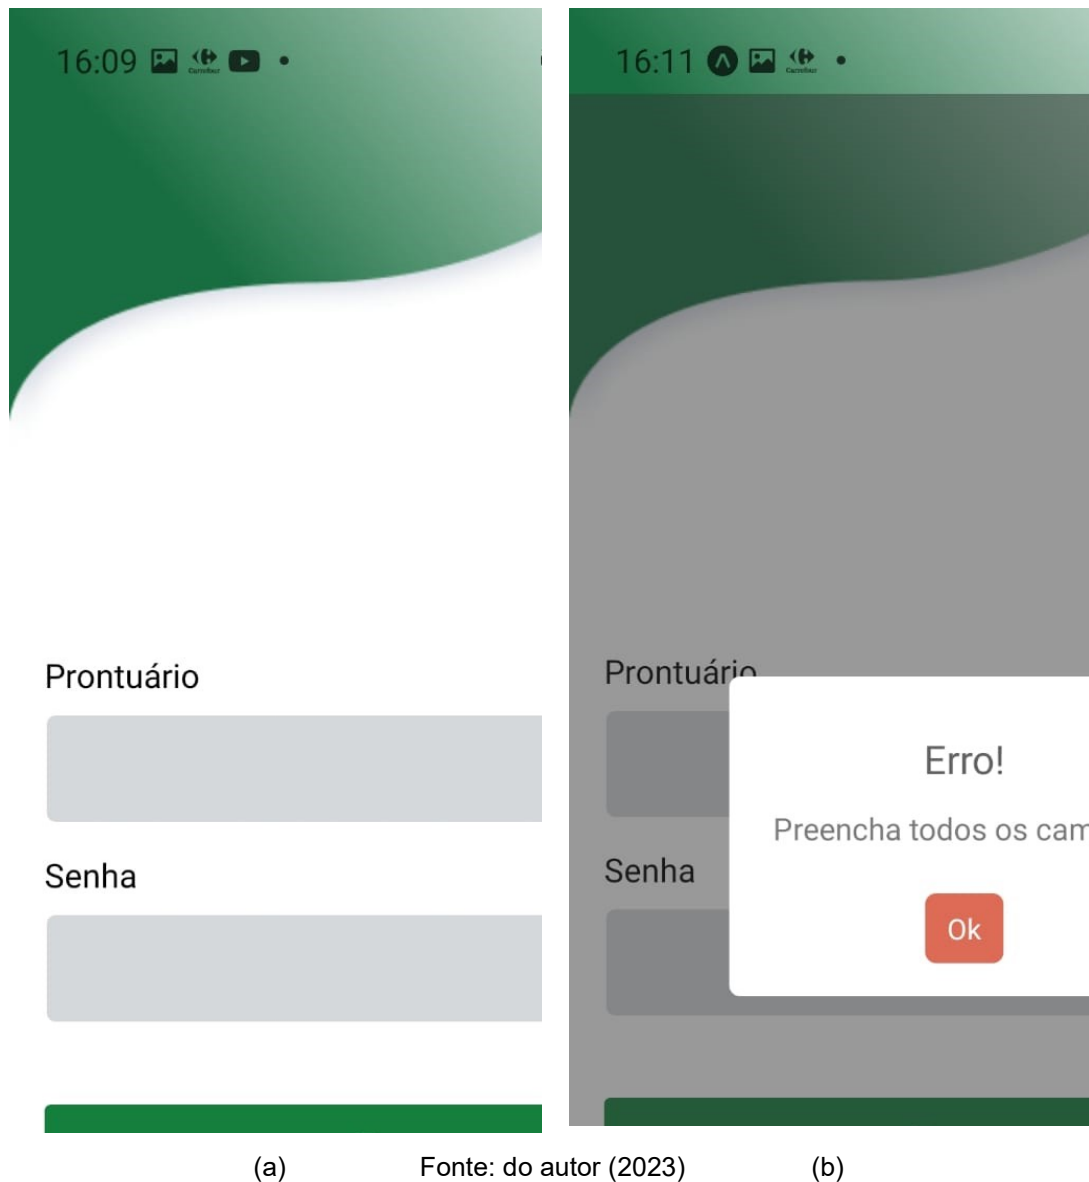 16:09
Prontuário
Senha
16:11
Prontuário
Erro!
Preencha todos os cam
Senha
Ok
(a) Fonte: do autor (2023) (b)